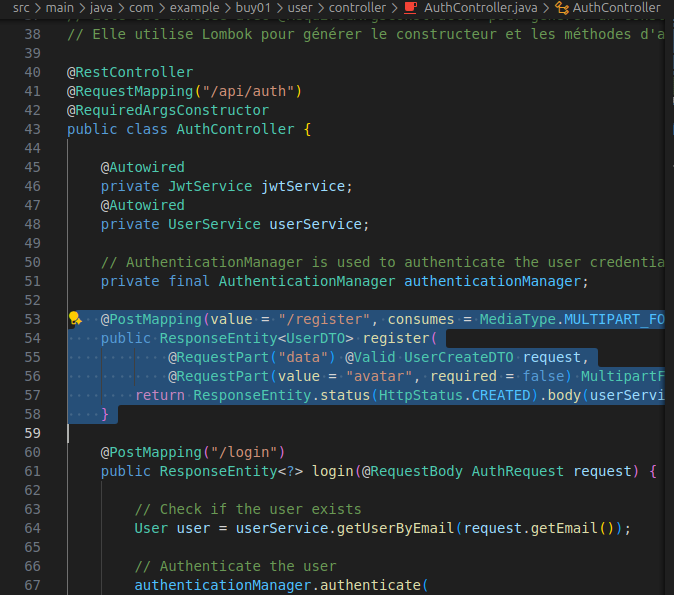 src > main > java > com > example > buy01 > user > controller > AuthController.java > AuthController
38 // Elle utilise Lombok pour générer le constructeur et les méthodes d'a
39
40 @RestController
41 @RequestMapping("/api/auth")
42 @RequiredArgsConstructor
43 public class AuthController {
44
45     @Autowired
46     private JwtService jwtService;
47     @Autowired
48     private UserService userService;
49
50     // AuthenticationManager is used to authenticate the user credentia
51     private final AuthenticationManager authenticationManager;
52
53     @PostMapping(value = "/register", consumes = MediaType.MULTIPART_FO
54     public ResponseEntity<UserDTO> register(
55             @RequestPart("data") @Valid UserCreateDTO request,
56             @RequestPart(value = "avatar", required = false) MultipartF
57         return ResponseEntity.status(HttpStatus.CREATED).body(userServi
58     }
59
60     @PostMapping("/login")
61     public ResponseEntity<?> login(@RequestBody AuthRequest request) {
62
63         // Check if the user exists
64         User user = userService.getUserByEmail(request.getEmail());
65
66         // Authenticate the user
67         authenticationManager.authenticate(